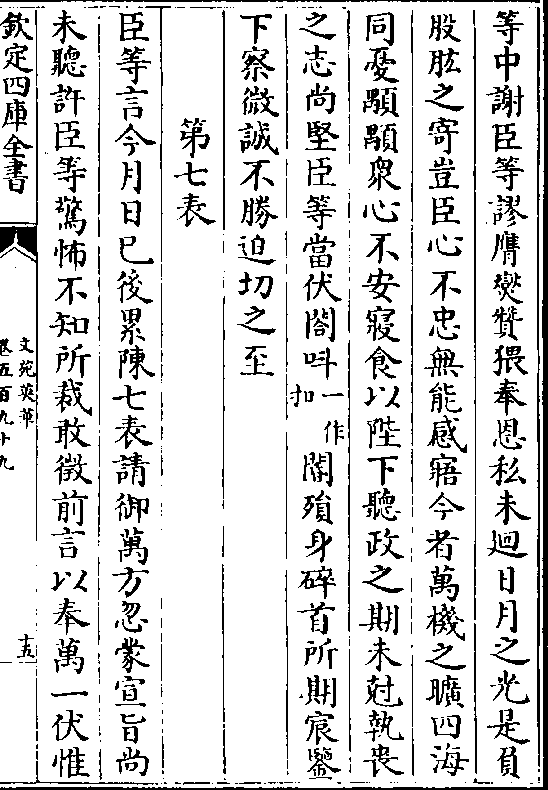 等中謝臣等謬膺爕贊猥奉恩私未迴日月之光是負
股肱之寄豈臣心不忠無能感寤今者萬機之曠四海
同憂顒顒衆心不安寢食以陛下聽政之期未尅執喪
之志尚堅臣等當伏閤呌一作扣闕殞身碎首所期宸鑒
下察微誠不勝迫切之至
第七表
臣等言今月日已後累陳七表請御萬方忽蒙宣旨尚
未聽許臣等驚怖不知所裁敢徵前言以奉萬一伏惟
欽定四庫全書
文苑英華
卷五百九十九
十五